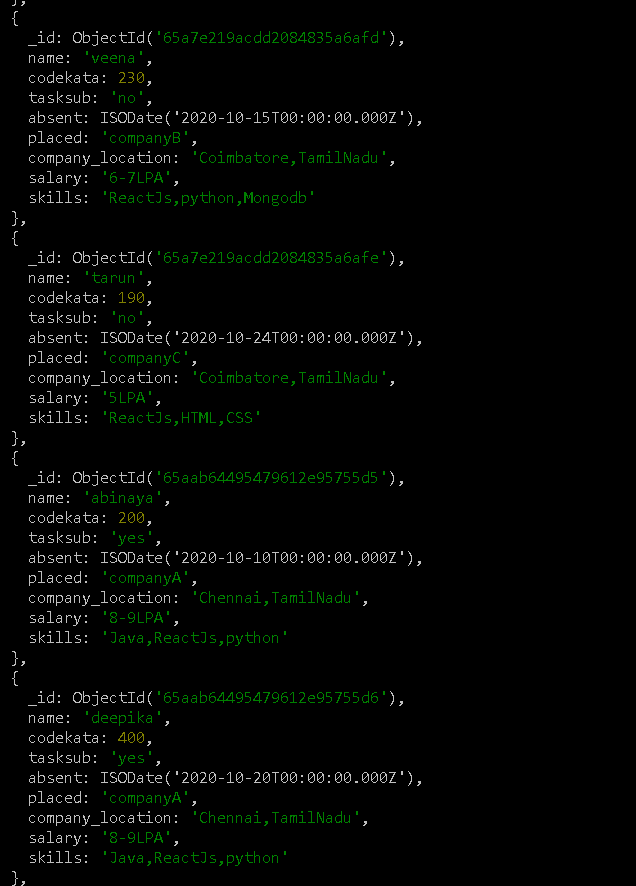 },
{
_id: ObjectId('65a7e219acdd2084835a6afd'),
name: 'veena',
codekata: 230,
tasksub: 'no',
absent: ISODate('2020-10-15T00:00:00.000Z'),
placed: 'companyB',
company_location: 'Coimbatore,TamilNadu',
salary: '6-7LPA',
skills: 'ReactJs,python,Mongodb'
},
{
_id: ObjectId('65a7e219acdd2084835a6afe'),
name: 'tarun',
codekata: 190,
tasksub: 'no',
absent: ISODate('2020-10-24T00:00:00.000Z'),
placed: 'companyC',
company_location: 'Coimbatore,TamilNadu',
salary: '5LPA',
skills: 'ReactJs,HTML,CSS'
},
{
_id: ObjectId('65aab64495479612e95755d5'),
name: 'abinaya',
codekata: 200,
tasksub: 'yes',
absent: ISODate('2020-10-10T00:00:00.000Z'),
placed: 'companyA',
company_location: 'Chennai,TamilNadu',
salary: '8-9LPA',
skills: 'Java,ReactJs,python'
},
{
_id: ObjectId('65aab64495479612e95755d6'),
name: 'deepika',
codekata: 400,
tasksub: 'yes',
absent: ISODate('2020-10-20T00:00:00.000Z'),
placed: 'companyA',
company_location: 'Chennai,TamilNadu',
salary: '8-9LPA',
skills: 'Java,ReactJs,python'
},